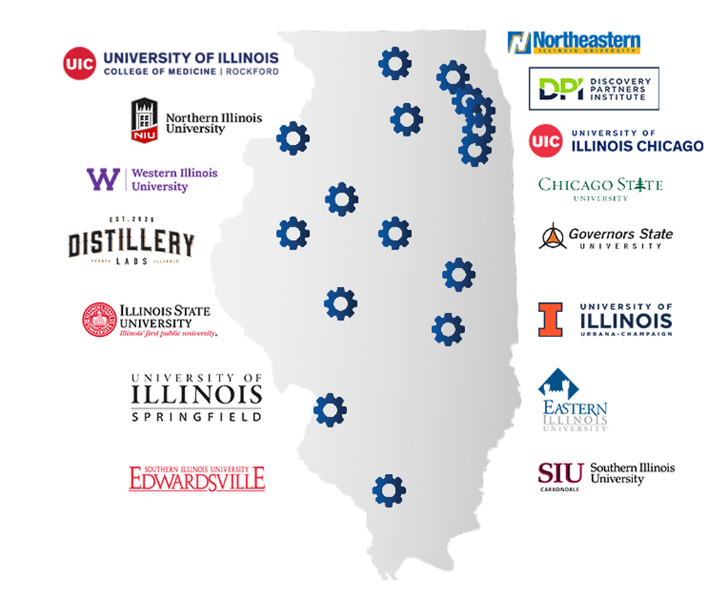 UIC
UNIVERSITY OF ILLINOIS
COLLEGE OF MEDICINE | ROCKFORD
NIU
Northern Illinois
University
W
Western Illinois
University
EST. 2020
DISTILLERY
PEORIA LABS ILLINOIS
ILLINOIS STATE
UNIVERSITY
Illinois' first public university.
UNIVERSITY OF
ILLINOIS
SPRINGFIELD
SOUTHERN ILLINOIS UNIVERSITY
EDWARDSVILLE
N
Northeastern
ILLINOIS UNIVERSITY
DPI
DISCOVERY
PARTNERS
INSTITUTE
UIC
UNIVERSITY OF
ILLINOIS CHICAGO
CHICAGO STATE
UNIVERSITY
Governors State
UNIVERSITY
I
UNIVERSITY OF
ILLINOIS
URBANA-CHAMPAIGN
EASTERN
ILLINOIS
UNIVERSITY
SIU
CARBONDALE
Southern Illinois
University